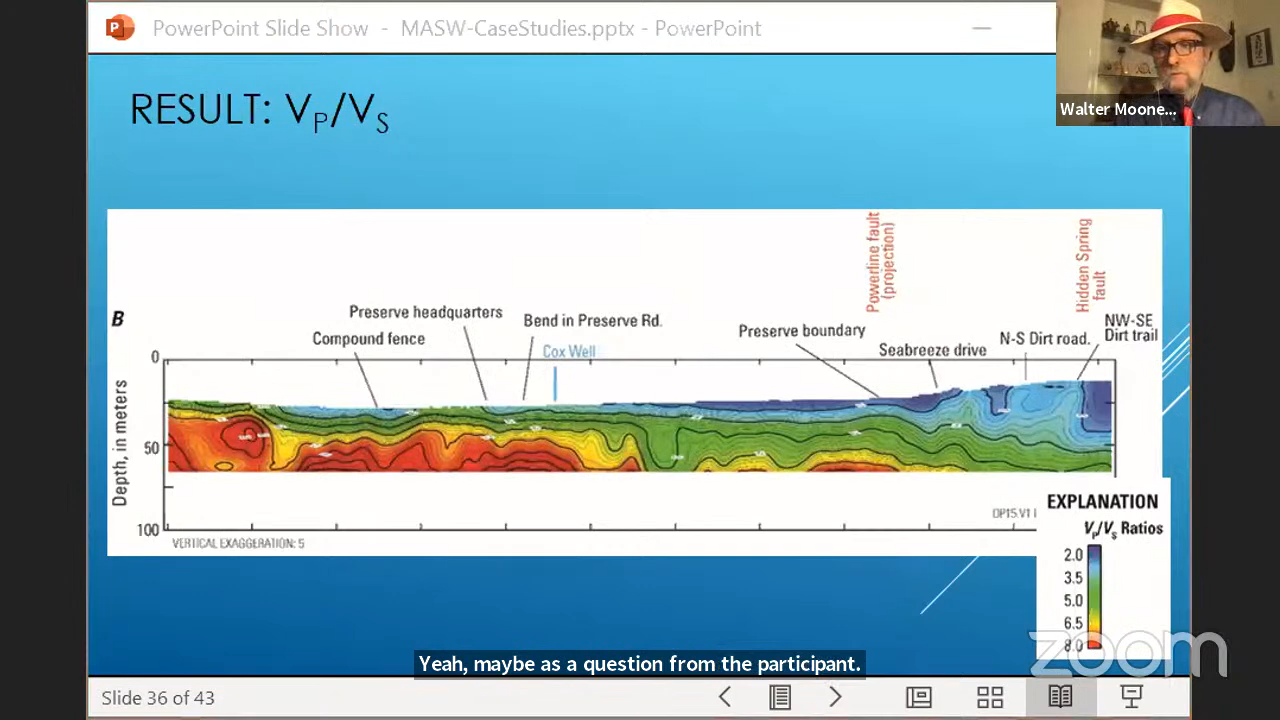 PowerPoint Slide Show - MASW-CaseStudies.pptx - PowerPoint
Walter Moone...
RESULT: VP/VS
Powerline fault
(projection)
Hidden Spring
fault
B
Preserve headquarters
Bend in Preserve Rd.
NW-SE
Dirt trail
Compound fence
Cox Well
Preserve boundary
Seabreeze drive
N-S Dirt road.
Depth, in meters
0
50
100
VERTICAL EXAGGERATION: 5
DP15.V1
EXPLANATION
VP/VS Ratios
2.0
3.5
5.0
6.5
8.0
zoom
Yeah, maybe as a question from the participant.
Slide 36 of 43